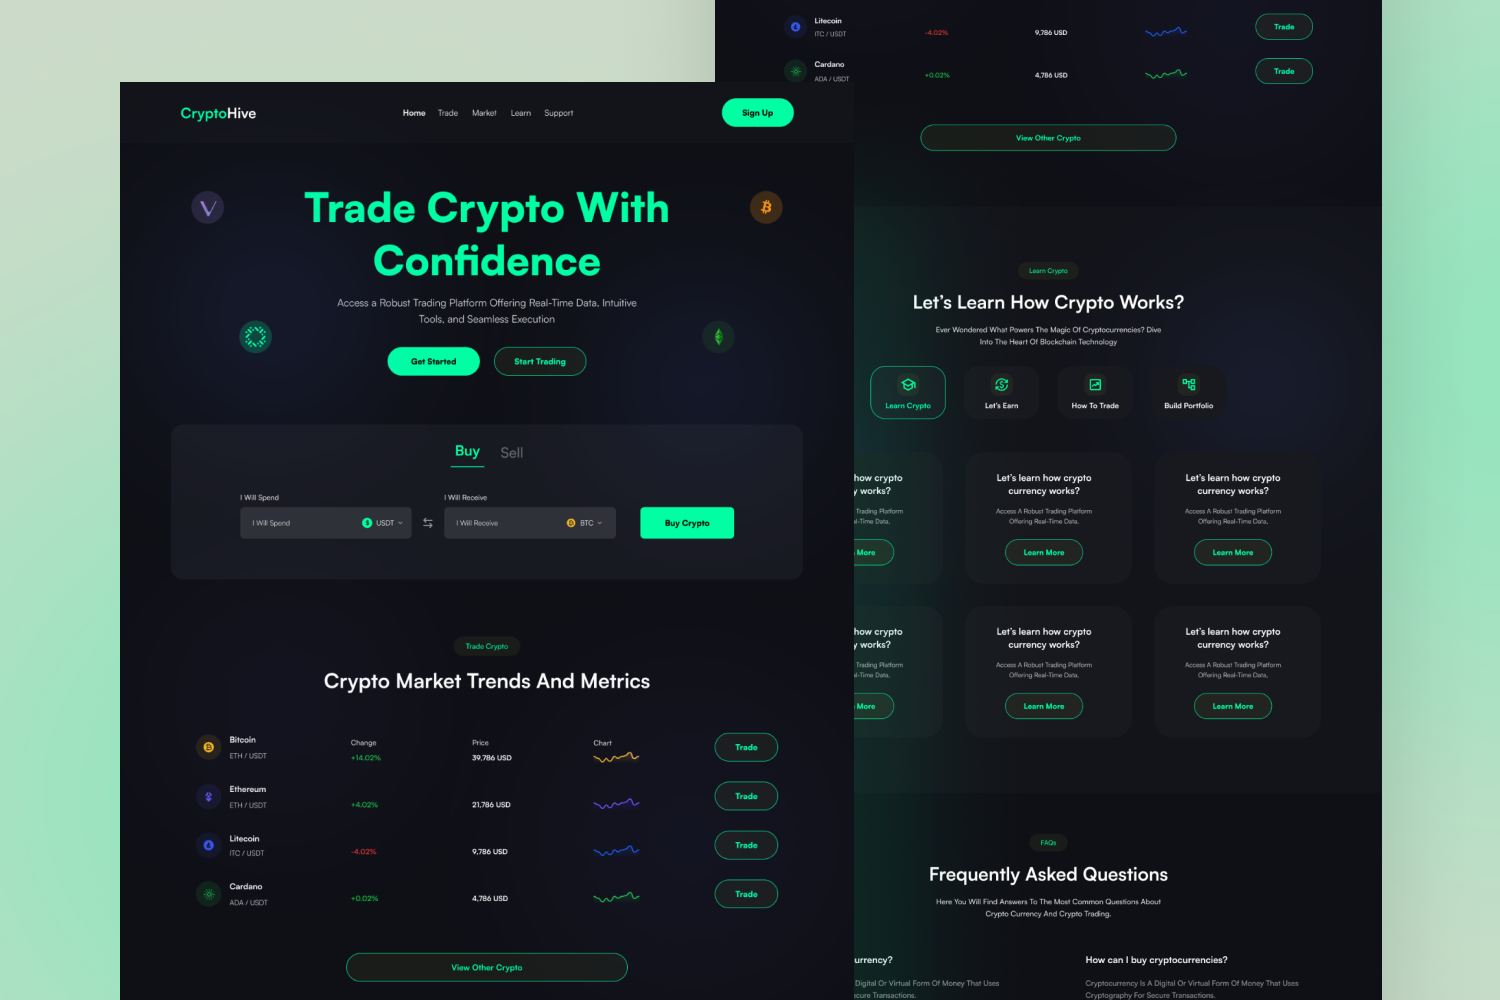 CryptoHive
Home Trade Market Learn Support
Sign Up
Trade Crypto With
Confidence
Access a Robust Trading Platform Offering Real-Time Data, Intuitive
Tools, and Seamless Execution
Get Started Start Trading
Buy Sell
I Will Spend I Will Receive
I Will Spend USDT I Will Receive BTC Buy Crypto
Trade Crypto
Crypto Market Trends And Metrics
Bitcoin Change Price Chart
ETH / USDT +14.02% 39,786 USD Trade
Ethereum
ETH / USDT +4.02% 21,786 USD Trade
Litecoin
ITC / USDT -4.02% 9,786 USD Trade
Cardano
ADA / USDT +0.02% 4,786 USD Trade
View Other Crypto
Litecoin
ITC / USDT -4.02% 9,786 USD Trade
Cardano
ADA / USDT +0.02% 4,786 USD Trade
View Other Crypto
Learn Crypto
Let's Learn How Crypto Works?
Ever Wondered What Powers The Magic Of Cryptocurrencies? Dive
Into The Heart Of Blockchain Technology
Learn Crypto Let's Earn How To Trade Build Portfolio
how crypto Let's learn how crypto Let's learn how crypto
y works? currency works? currency works?
Trading Platform Access A Robust Trading Platform Access A Robust Trading Platform
al-Time Data, Offering Real-Time Data, Offering Real-Time Data,
More Learn More Learn More
how crypto Let's learn how crypto Let's learn how crypto
y works? currency works? currency works?
Trading Platform Access A Robust Trading Platform Access A Robust Trading Platform
al-Time Data, Offering Real-Time Data, Offering Real-Time Data,
More Learn More Learn More
FAQs
Frequently Asked Questions
Here You Will Find Answers To The Most Common Questions About
Crypto Currency And Crypto Trading.
urrency? How can I buy cryptocurrencies?
Digital Or Virtual Form Of Money That Uses Cryptocurrency Is A Digital Or Virtual Form Of Money That Uses
ecure Transactions. Cryptography For Secure Transactions.